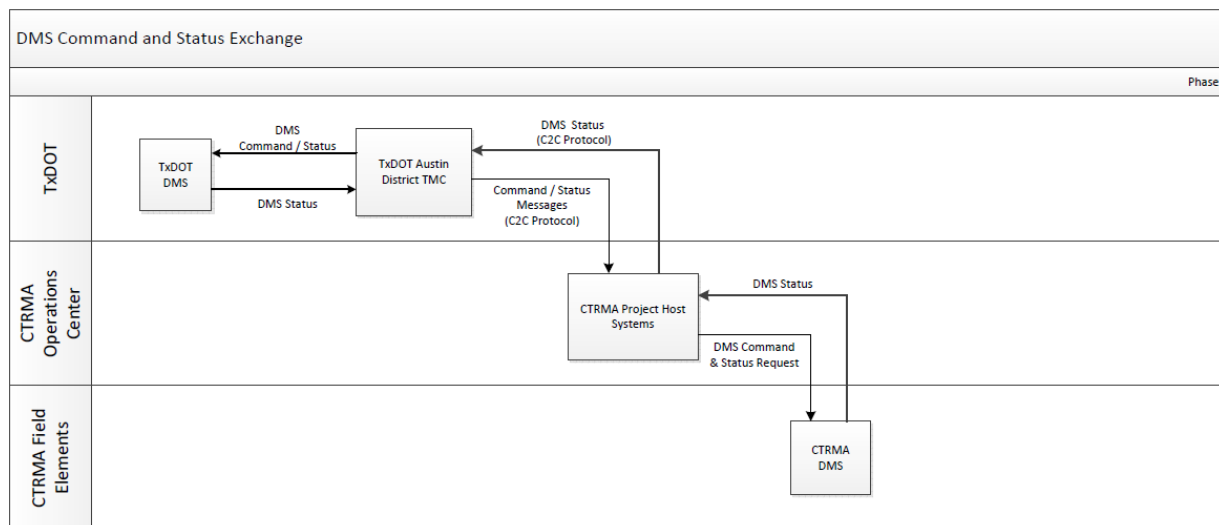 DMS Command and Status Exchange
Phase
TxDOT
TxDOT
DMS
DMS
Command / Status
DMS Status
TxDOT Austin
District TMC
DMS Status
(C2C Protocol)
Command / Status
Messages
(C2C Protocol)
CTRMA
Operations
Center
CTRMA Project Host
Systems
DMS Status
DMS Command
& Status Request
CTRMA Field
Elements
CTRMA
DMS